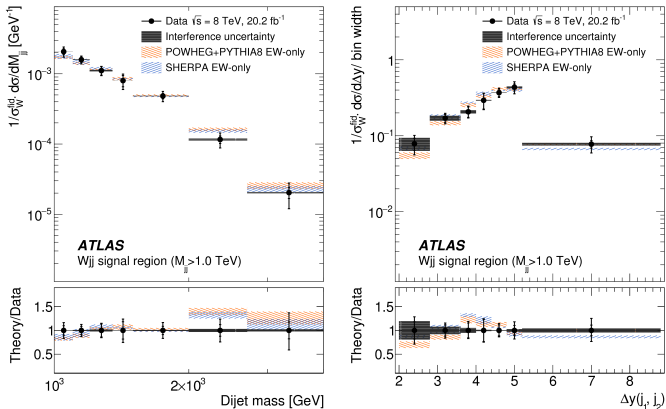 1/σ_W^fid. dσ/dM_jj [GeV⁻¹]
Data √s = 8 TeV, 20.2 fb⁻¹
Interference uncertainty
POWHEG+PYTHIA8 EW-only
SHERPA EW-only
10⁻³
10⁻⁴
10⁻⁵
ATLAS
Wjj signal region (M_jj>1.0 TeV)
Theory/Data
1.5
1
0.5
10³ 2×10³
Dijet mass [GeV]
1/σ_W^fid. dσ/dΔy/ bin width
Data √s = 8 TeV, 20.2 fb⁻¹
Interference uncertainty
POWHEG+PYTHIA8 EW-only
SHERPA EW-only
1
10⁻¹
10⁻²
ATLAS
Wjj signal region (M_jj>1.0 TeV)
Theory/Data
1.5
1
0.5
2 3 4 5 6 7 8
Δy(j₁, j₂)